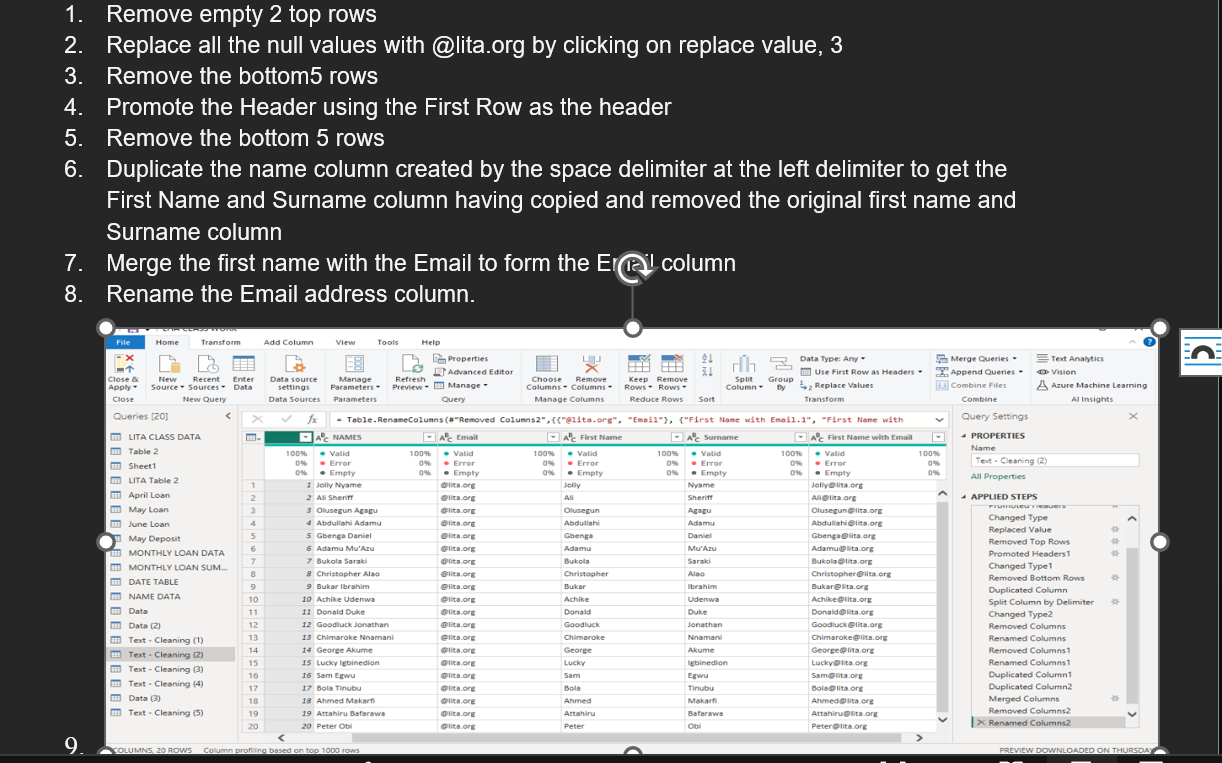 1. Remove empty 2 top rows
2. Replace all the null values with @lita.org by clicking on replace value, 3
3. Remove the bottom5 rows
4. Promote the Header using the First Row as the header
5. Remove the bottom 5 rows
6. Duplicate the name column created by the space delimiter at the left delimiter to get the
First Name and Surname column having copied and removed the original first name and
Surname column
7. Merge the first name with the Email to form the Email column
8. Rename the Email address column.
9.
LITA CLASS WORK
File Home Transform Add Column View Tools Help
Close & Apply
New Source
Recent Sources
Enter Data
Data source settings
Manage Parameters
Refresh Preview
Properties
Advanced Editor
Manage
Choose Columns
Remove Columns
Keep Rows
Remove Rows
Split Column
Group By
Data Type: Any
Use First Row as Headers
Replace Values
Merge Queries
Append Queries
Combine Files
Text Analytics
Vision
Azure Machine Learning
Close New Query Data Sources Parameters Query Manage Columns Reduce Rows Sort Transform Combine AI Insights
Queries [20]
LITA CLASS DATA
Table 2
Sheet1
LITA Table 2
April Loan
May Loan
June Loan
May Deposit
MONTHLY LOAN DATA
MONTHLY LOAN SUM...
DATE TABLE
NAME DATA
Data
Data (2)
Text - Cleaning (1)
Text - Cleaning (2)
Text - Cleaning (3)
Text - Cleaning (4)
Data (3)
Text - Cleaning (5)
fx = Table.RenameColumns(#"Removed Columns2",{{"@lita.org", "Email"}, {"First Name with Email.1", "First Name with
NAMES Email First Name Surname First Name with Email
100% Valid 100% Valid 100% Valid 100% Valid 100% Valid 100%
0% Error 0% Error 0% Error 0% Error 0% Error 0%
0% Empty 0% Empty 0% Empty 0% Empty 0% Empty 0%
1 1 Jolly Nyame @lita.org Jolly Nyame Jolly@lita.org
2 2 Ali Sheriff @lita.org Ali Sheriff Ali@lita.org
3 3 Olusegun Agagu @lita.org Olusegun Agagu Olusegun@lita.org
4 4 Abdullahi Adamu @lita.org Abdullahi Adamu Abdullahi@lita.org
5 5 Gbenga Daniel @lita.org Gbenga Daniel Gbenga@lita.org
6 6 Adamu Mu'Azu @lita.org Adamu Mu'Azu Adamu@lita.org
7 7 Bukola Saraki @lita.org Bukola Saraki Bukola@lita.org
8 8 Christopher Alao @lita.org Christopher Alao Christopher@lita.org
9 9 Bukar Ibrahim @lita.org Bukar Ibrahim Bukar@lita.org
10 10 Achike Udenwa @lita.org Achike Udenwa Achike@lita.org
11 11 Donald Duke @lita.org Donald Duke Donald@lita.org
12 12 Goodluck Jonathan @lita.org Goodluck Jonathan Goodluck@lita.org
13 13 Chimaroke Nnamani @lita.org Chimaroke Nnamani Chimaroke@lita.org
14 14 George Akume @lita.org George Akume George@lita.org
15 15 Lucky Igbinedion @lita.org Lucky Igbinedion Lucky@lita.org
16 16 Sam Egwu @lita.org Sam Egwu Sam@lita.org
17 17 Bola Tinubu @lita.org Bola Tinubu Bola@lita.org
18 18 Ahmed Makarfi @lita.org Ahmed Makarfi Ahmed@lita.org
19 19 Attahiru Bafarawa @lita.org Attahiru Bafarawa Attahiru@lita.org
20 20 Peter Obi @lita.org Peter Obi Peter@lita.org
Query Settings
PROPERTIES
Name
Text - Cleaning (2)
All Properties
APPLIED STEPS
Promoted Headers
Changed Type
Replaced Value
Removed Top Rows
Promoted Headers1
Changed Type1
Removed Bottom Rows
Duplicated Column
Split Column by Delimiter
Changed Type2
Removed Columns
Renamed Columns
Removed Columns1
Renamed Columns1
Duplicated Column1
Duplicated Column2
Merged Columns
Removed Columns2
Renamed Columns2
COLUMNS, 20 ROWS Column profiling based on top 1000 rows
PREVIEW DOWNLOADED ON THURSDAY